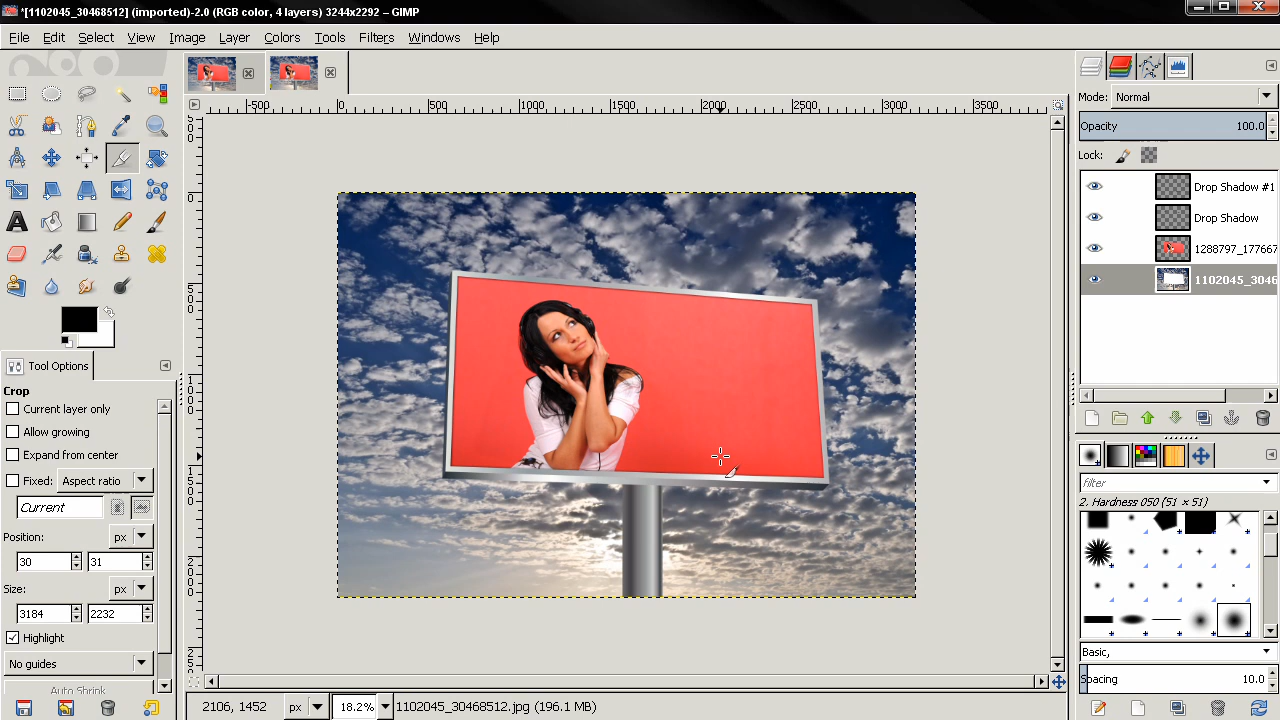 *[1102045_30468512] (imported)-2.0 (RGB color, 4 layers) 3244x2292 – GIMP
File Edit Select View Image Layer Colors Tools Filters Windows Help
-500 0 500 1000 1500 2000 2500 3000 3500
Mode: Normal
Opacity 100.0
Lock:
Drop Shadow #1
Drop Shadow
1288797_177667
1102045_3046
Tool Options
Crop
Current layer only
Allow growing
Expand from center
Fixed: Aspect ratio
Current
Position: px
30 31
Size: px
3184 2232
Highlight
No guides
Auto Shrink
filter
2. Hardness 050 (51 × 51)
Basic,
Spacing 10.0
2106, 1452 px 18.2% 1102045_30468512.jpg (196.1 MB)